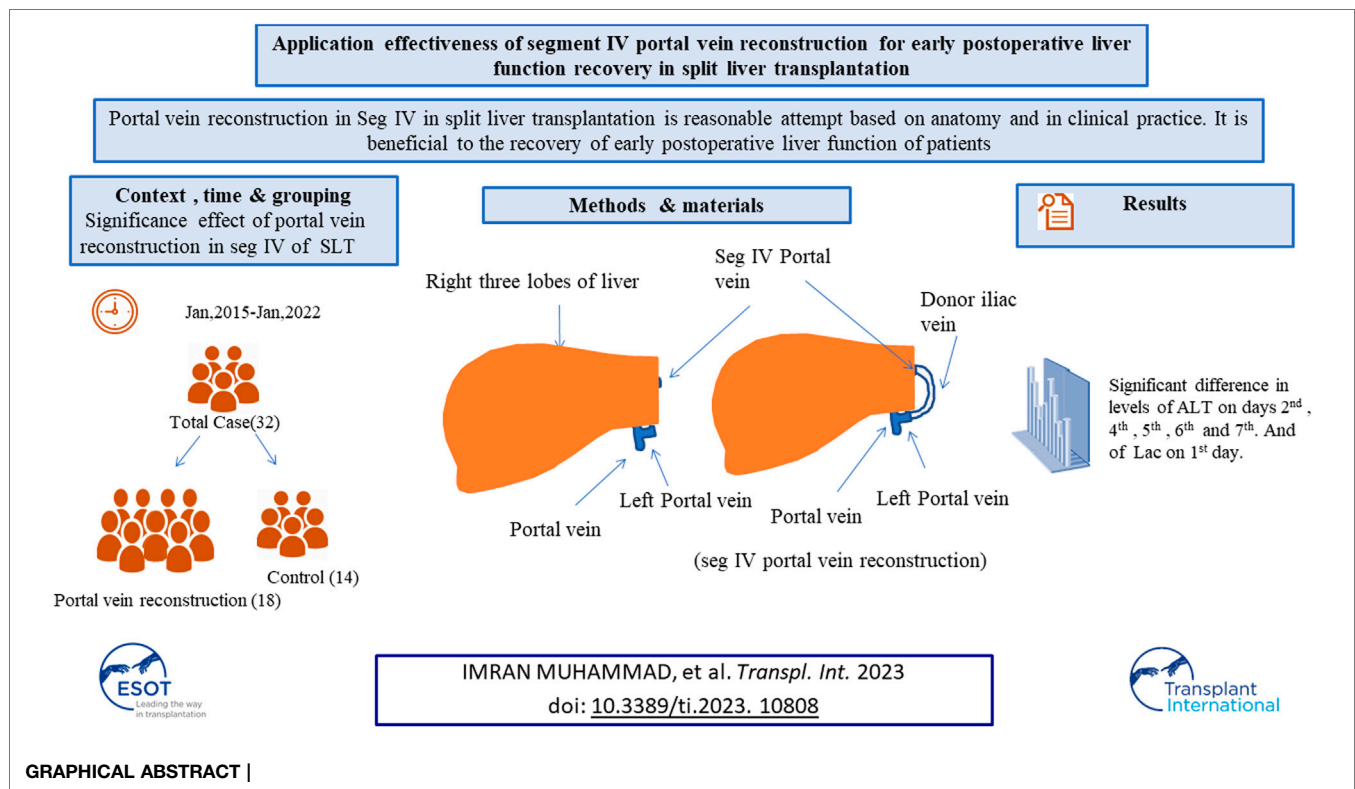 Application effectiveness of segment IV portal vein reconstruction for early postoperative liver
function recovery in split liver transplantation
Portal vein reconstruction in Seg IV in split liver transplantation is reasonable attempt based on anatomy and in clinical practice. It is
beneficial to the recovery of early postoperative liver function of patients
Context , time & grouping
Significance effect of portal vein
reconstruction in seg IV of SLT
Jan,2015-Jan,2022
Total Case(32)
Portal vein reconstruction (18)
Control (14)
Methods & materials
Right three lobes of liver
Seg IV Portal
vein
Donor iliac
vein
Portal vein
Left Portal vein
Portal vein
Left Portal vein
(seg IV portal vein reconstruction)
Results
Significant difference in
levels of ALT on days 2nd ,
4th , 5th , 6th and 7th. And
of Lac on 1st day.
ESOT
Leading the way
in transplantation
IMRAN MUHAMMAD, et al. Transpl. Int. 2023
doi: 10.3389/ti.2023. 10808
Transplant
International
GRAPHICAL ABSTRACT |